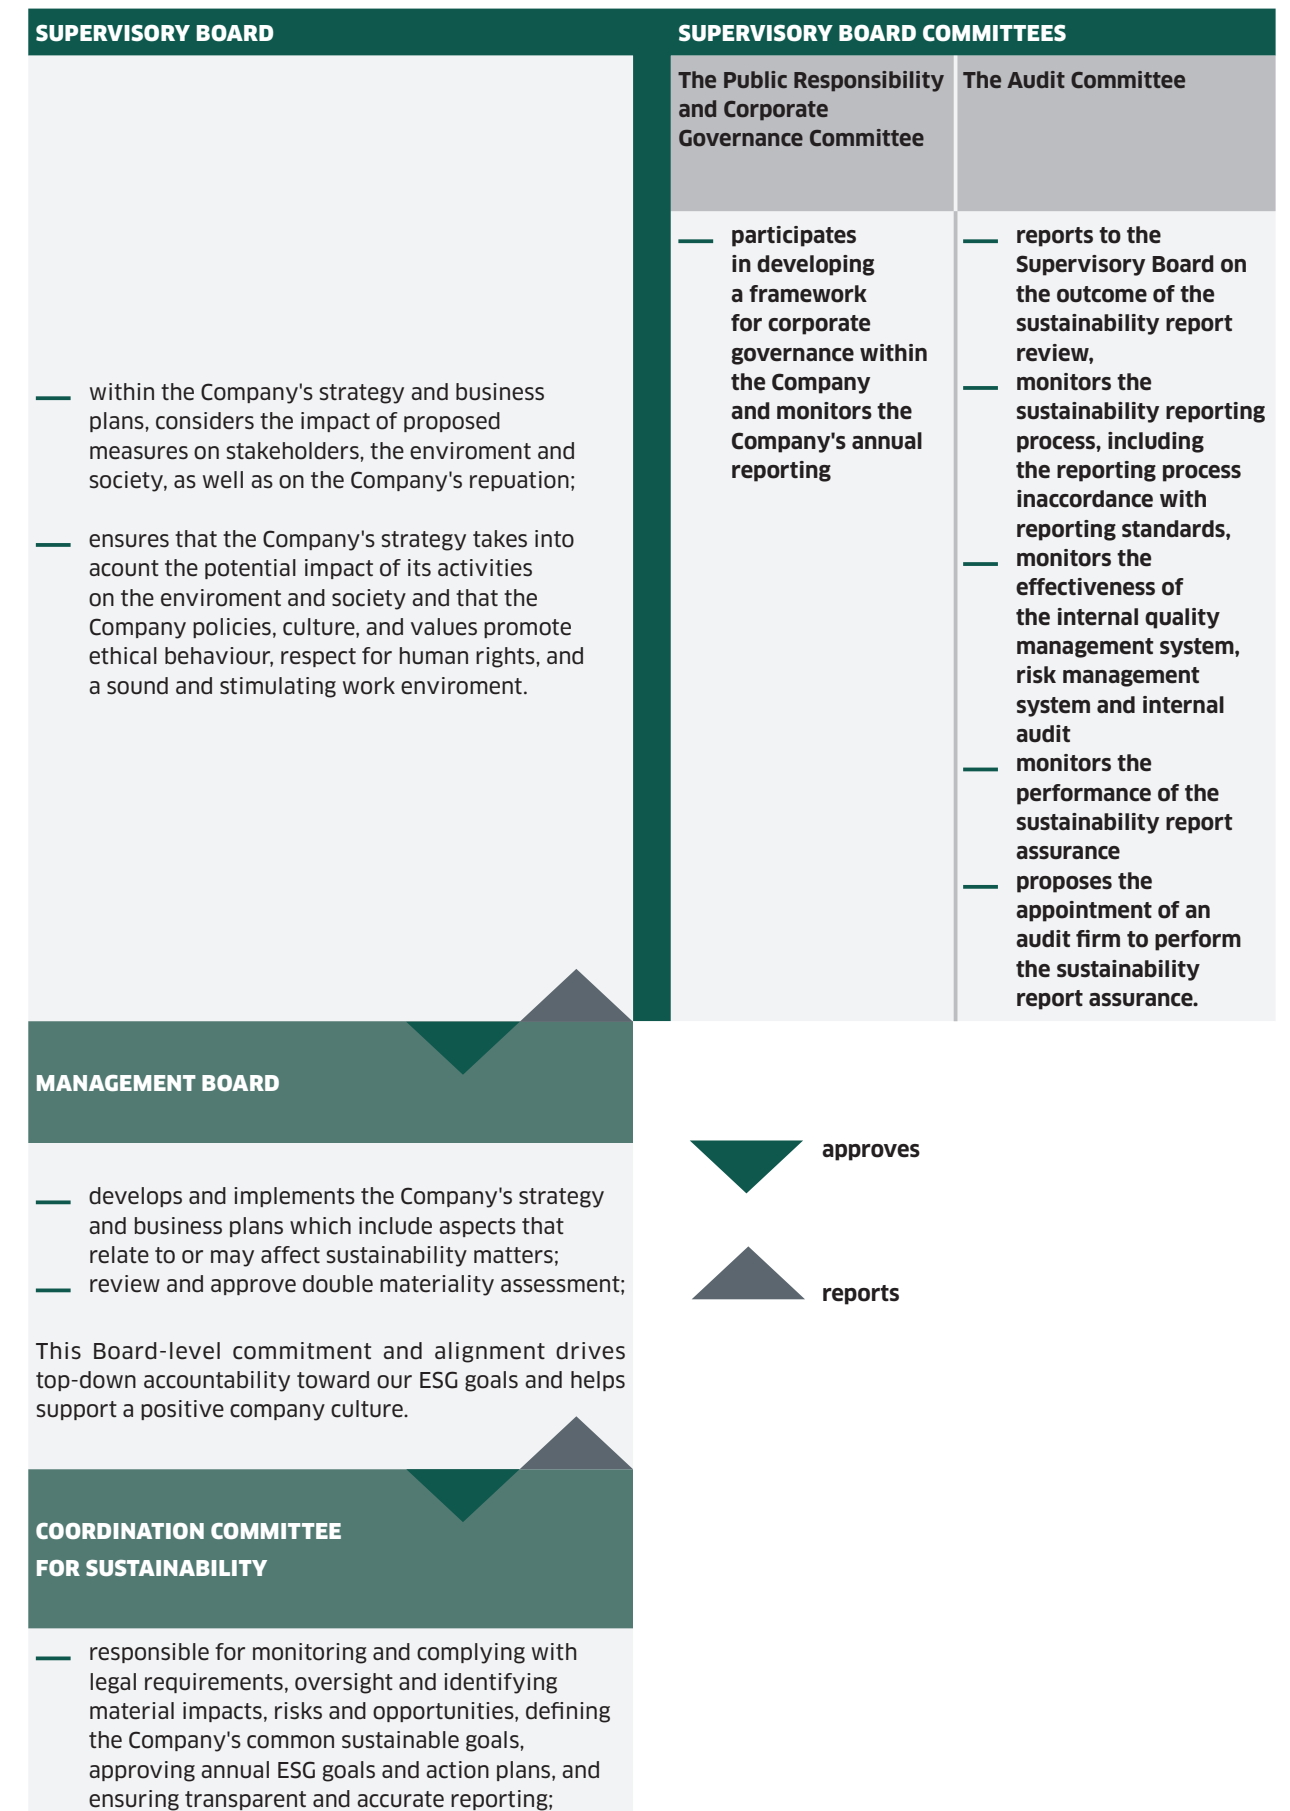 SUPERVISORY BOARD
within the Company's strategy and business
plans, considers the impact of proposed
measures on stakeholders, the enviroment and
society, as well as on the Company's repuation;
ensures that the Company's strategy takes into
acount the potential impact of its activities
on the enviroment and society and that the
Company policies, culture, and values promote
ethical behaviour, respect for human rights, and
a sound and stimulating work enviroment.
SUPERVISORY BOARD COMMITTEES
The Public Responsibility
and Corporate
Governance Committee
participates
in developing
a framework
for corporate
governance within
the Company
and monitors the
Company's annual
reporting
The Audit Committee
reports to the
Supervisory Board on
the outcome of the
sustainability report
review,
monitors the
sustainability reporting
process, including
the reporting process
inaccordance with
reporting standards,
monitors the
effectiveness of
the internal quality
management system,
risk management
system and internal
audit
monitors the
performance of the
sustainability report
assurance
proposes the
appointment of an
audit firm to perform
the sustainability
report assurance.
MANAGEMENT BOARD
develops and implements the Company's strategy
and business plans which include aspects that
relate to or may affect sustainability matters;
review and approve double materiality assessment;
This Board-level commitment and alignment drives
top-down accountability toward our ESG goals and helps
support a positive company culture.
approves
reports
COORDINATION COMMITTEE
FOR SUSTAINABILITY
responsible for monitoring and complying with
legal requirements, oversight and identifying
material impacts, risks and opportunities, defining
the Company's common sustainable goals,
approving annual ESG goals and action plans, and
ensuring transparent and accurate reporting;